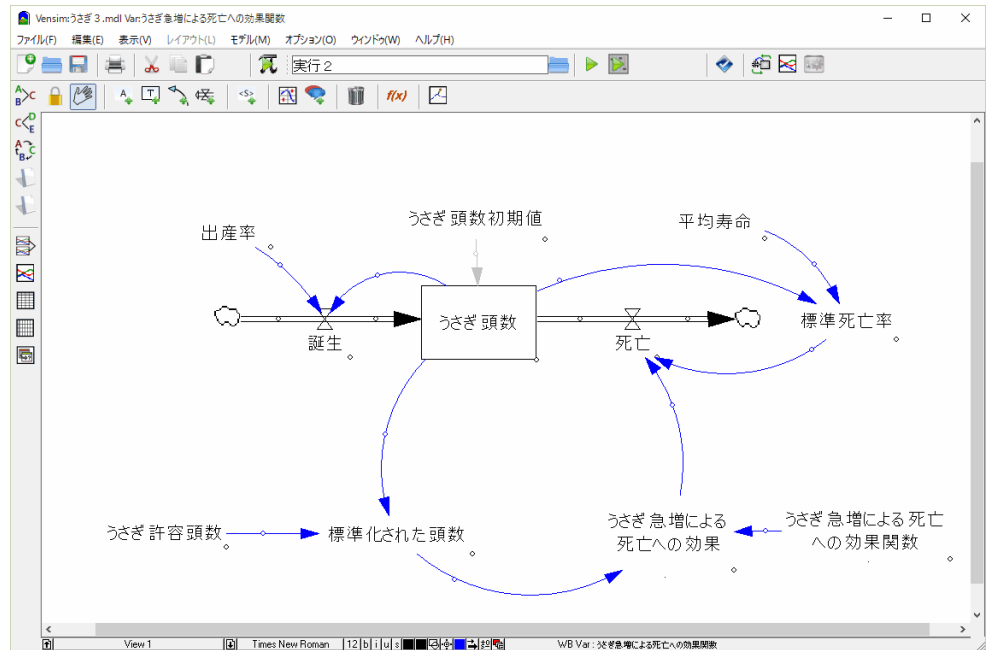 Vensim:うさぎ３.mdl Var:うさぎ急増による死亡への効果関数
ファイル(F) 編集(E) 表示(V) レイアウト(L) モデル(M) オプション(O) ウィンドゥ(W) ヘルプ(H)
実行２
うさぎ 頭数初期値
平均寿命
出産率
うさぎ 頭数
標準死亡率
誕生
死亡
うさぎ 許容頭数
標準化された頭数
うさぎ 急増による
死亡への効果
うさぎ 急増による 死亡
への効果関数
View 1 Times New Roman 12 b i u s WB Var : うさぎ急増による死亡への効果関数